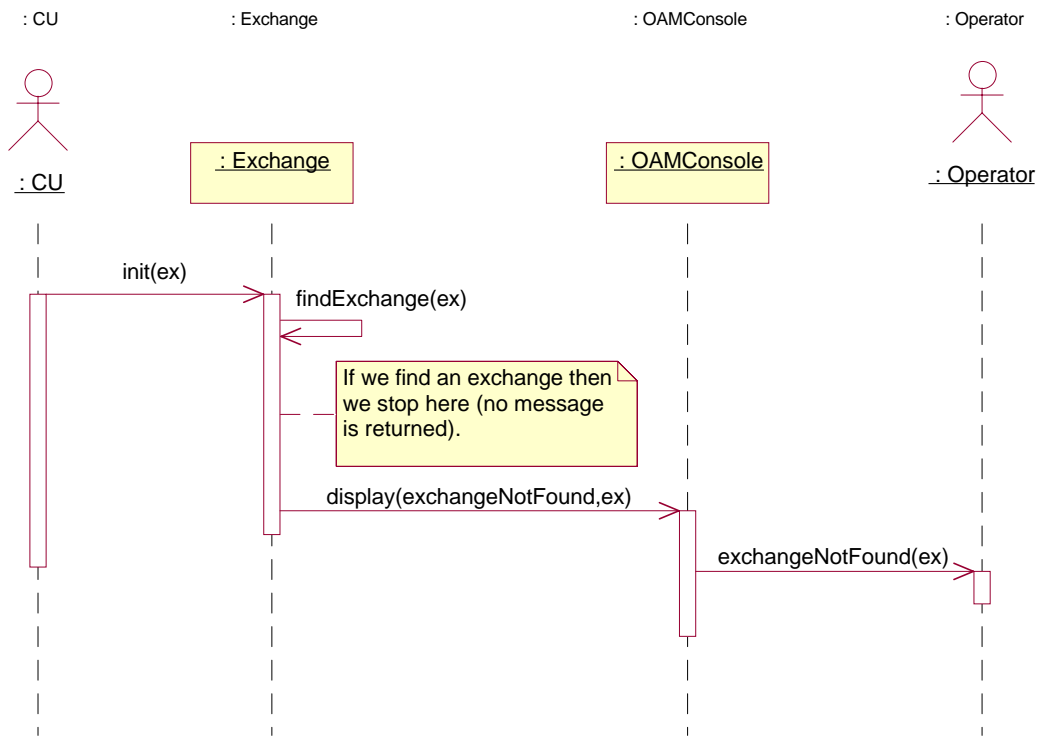 : CU
: Exchange
: OAMConsole
: Operator
: CU
: Exchange
: OAMConsole
: Operator
init(ex)
findExchange(ex)
If we find an exchange then
we stop here (no message
is returned).
display(exchangeNotFound,ex)
exchangeNotFound(ex)